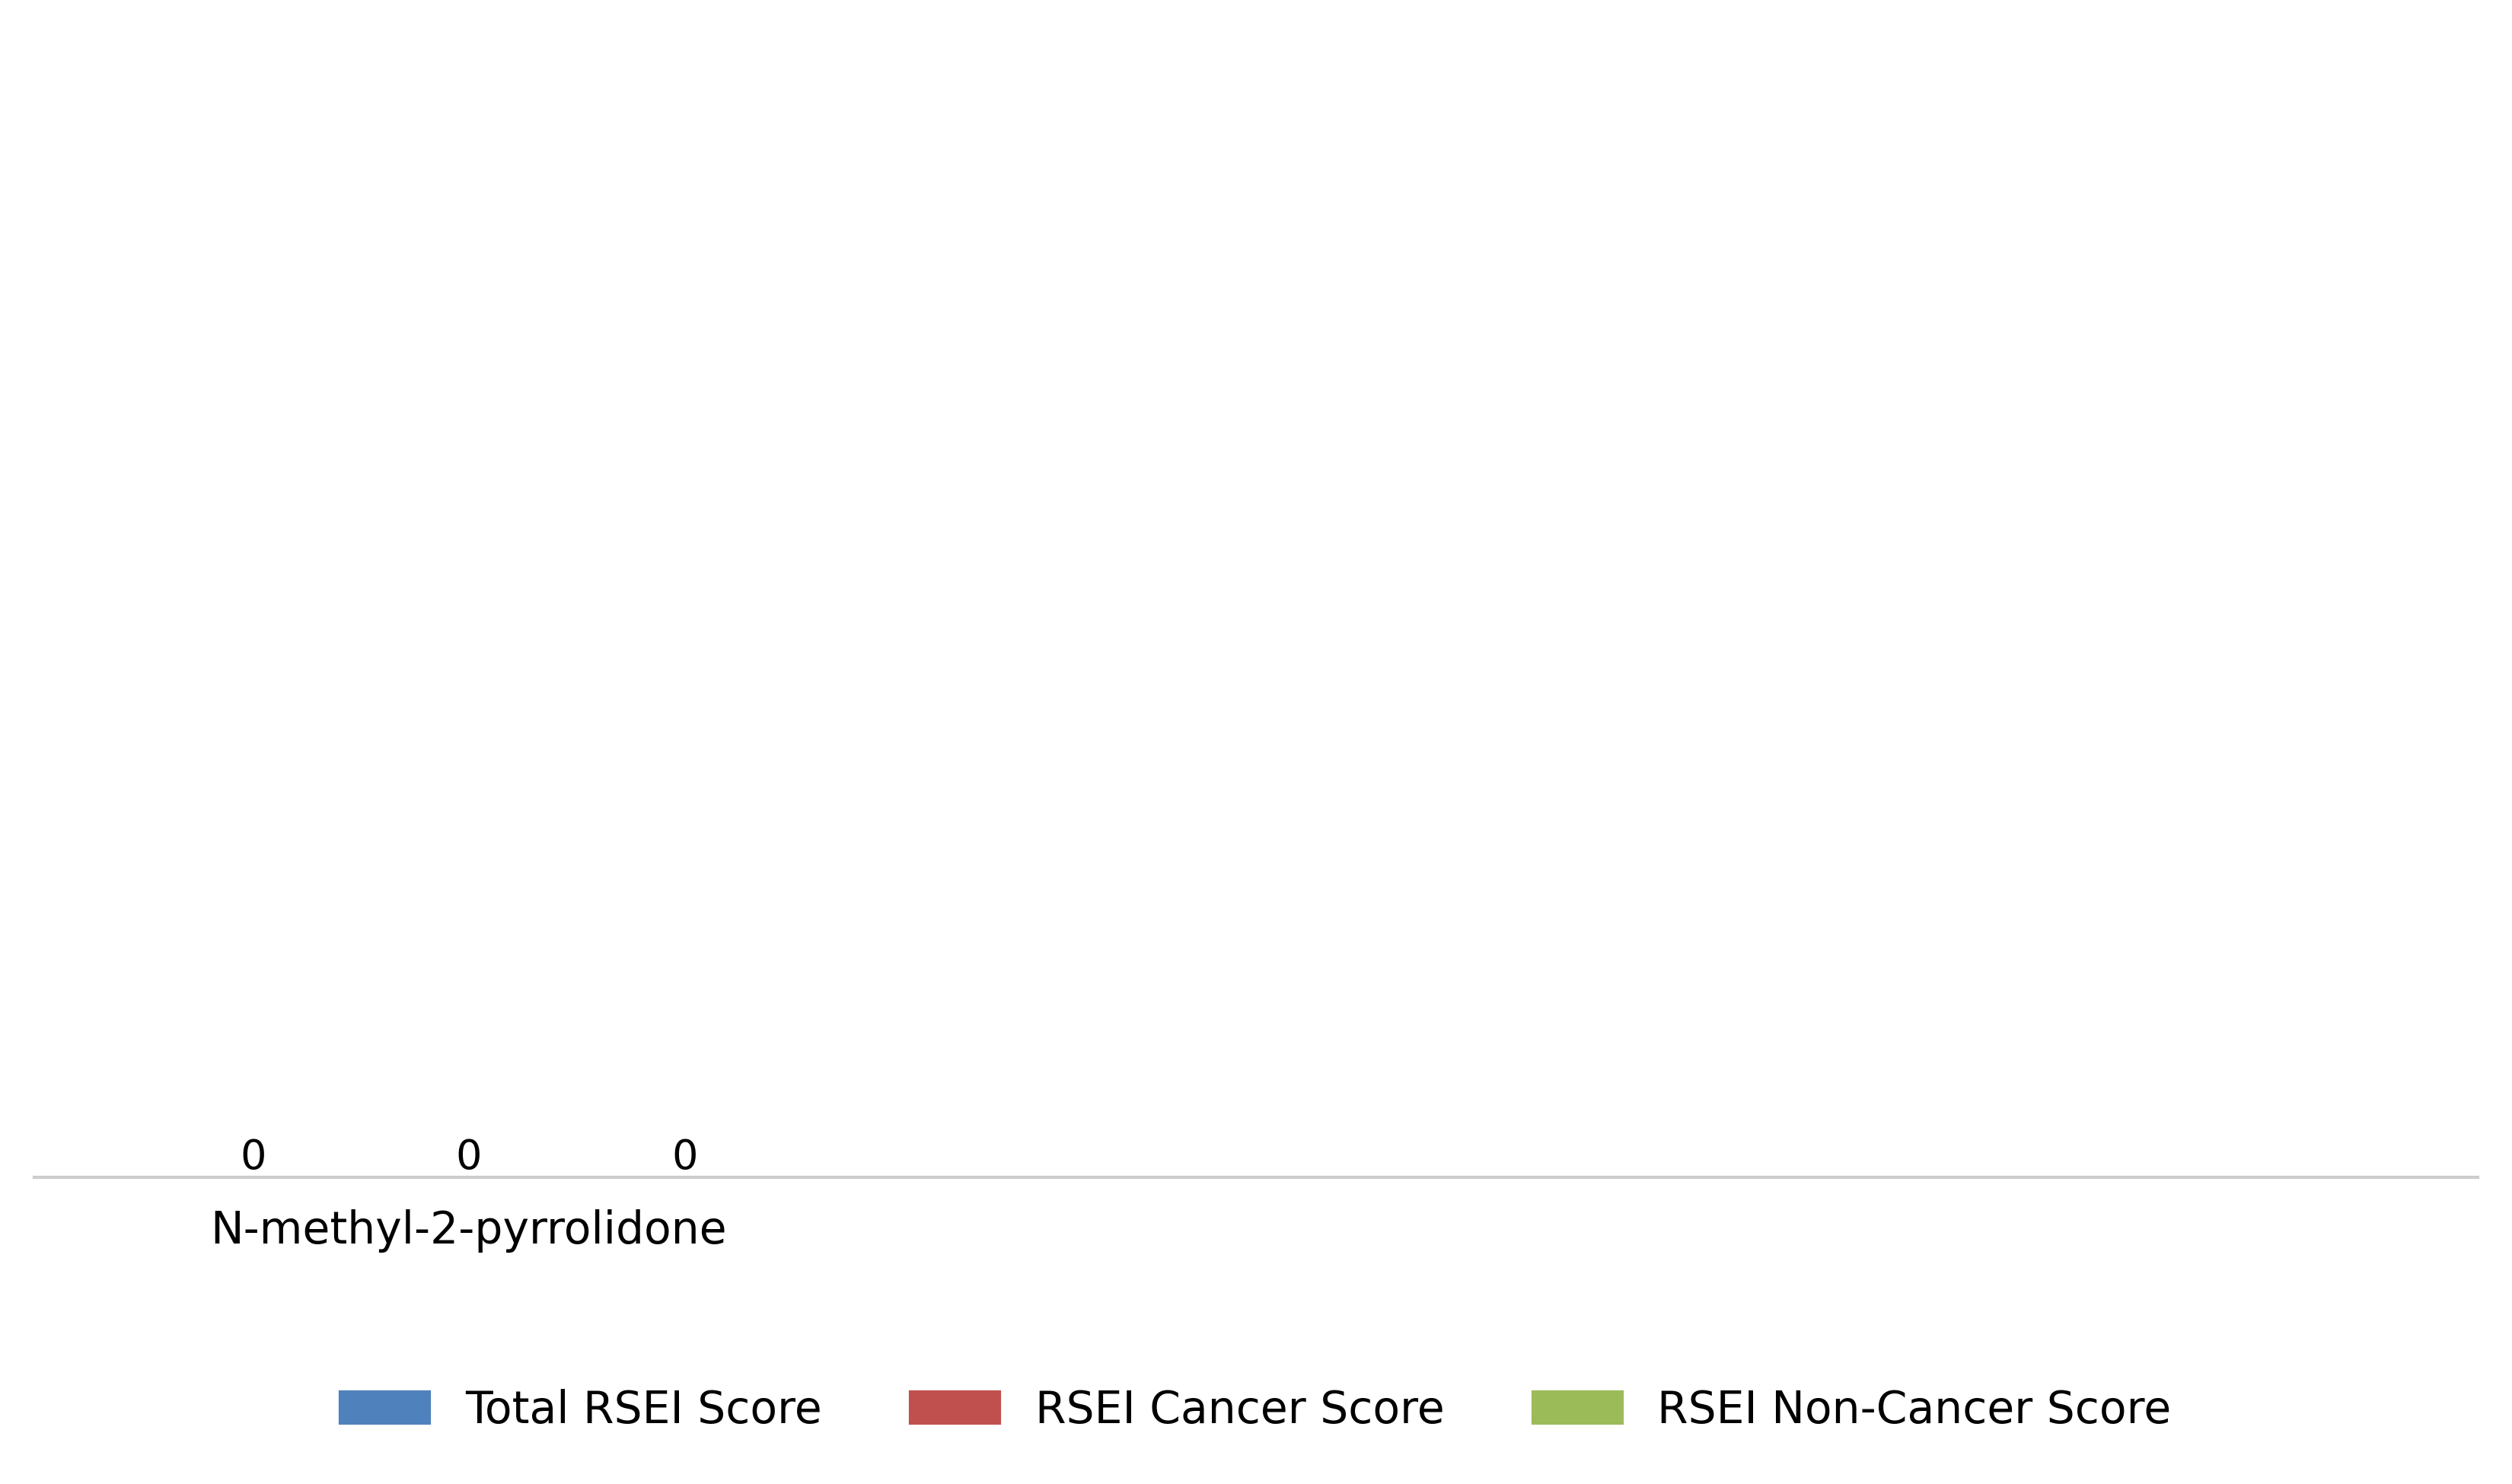 0 0 0
N-methyl-2-pyrrolidone
Total RSEI Score RSEI Cancer Score RSEI Non-Cancer Score